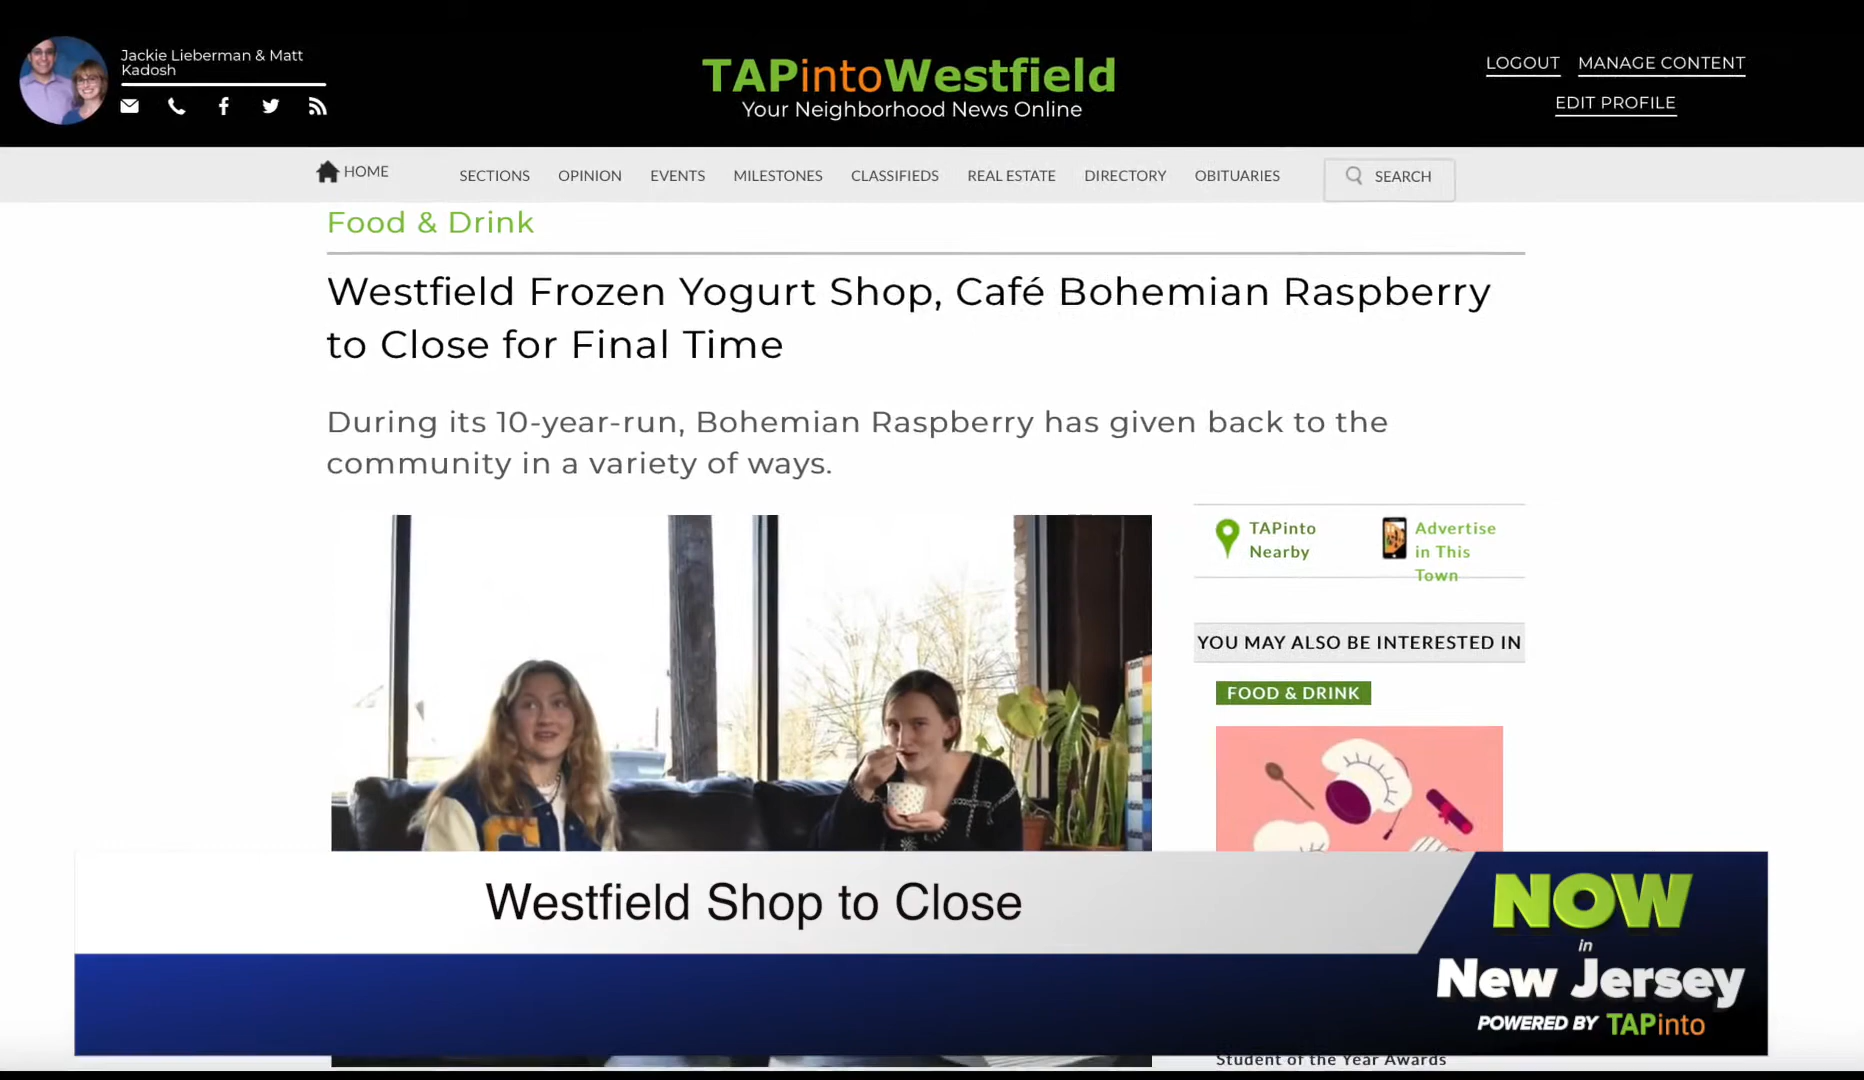 Jackie Lieberman & Matt
Kadosh
TAPintoWestfield
Your Neighborhood News Online
LOGOUT MANAGE CONTENT
EDIT PROFILE
HOME SECTIONS OPINION EVENTS MILESTONES CLASSIFIEDS REAL ESTATE DIRECTORY OBITUARIES SEARCH
Food & Drink
Westfield Frozen Yogurt Shop, Café Bohemian Raspberry
to Close for Final Time
During its 10-year-run, Bohemian Raspberry has given back to the
community in a variety of ways.
TAPinto
Nearby
Advertise
in This
Town
YOU MAY ALSO BE INTERESTED IN
FOOD & DRINK
Westfield Shop to Close
NOW
in
New Jersey
POWERED BY TAPinto
Student of the Year Awards